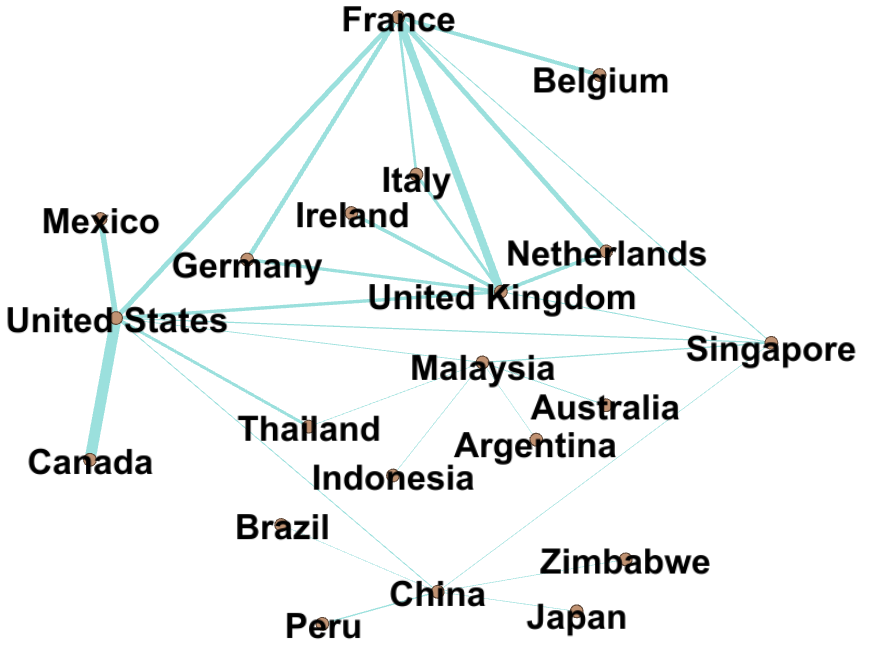 France
Belgium
Italy
Ireland
Mexico
Netherlands
Germany
United Kingdom
United States
Singapore
Malaysia
Australia
Thailand
Argentina
Canada
Indonesia
Brazil
Zimbabwe
China
Japan
Peru